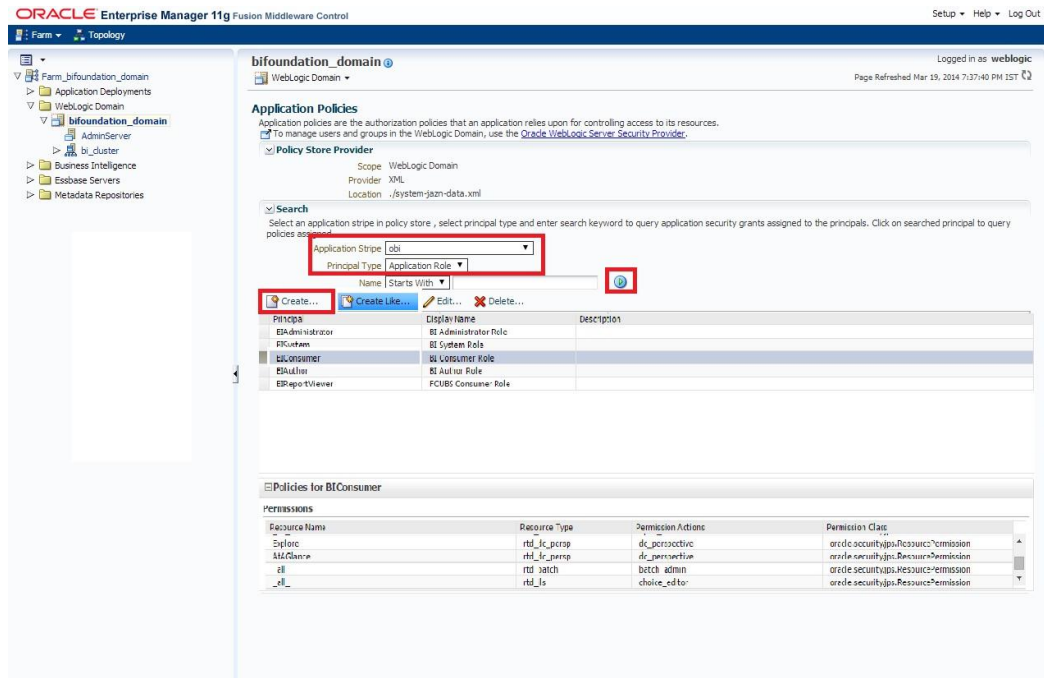 ORACLE Enterprise Manager 11g Fusion Middleware Control
Setup Help Log Out
Farm Topology
Farm_bifoundation_domain
Application Deployments
WebLogic Domain
bifoundation_domain
AdminServer
bi_cluster
Business Intelligence
Essbase Servers
Metadata Repositories
bifoundation_domain
Logged in as weblogic
WebLogic Domain
Page Refreshed Mar 19, 2014 7:37:40 PM IST
Application Policies
Application policies are the authorization policies that an application relies upon for controlling access to its resources.
To manage users and groups in the WebLogic Domain, use the Oracle WebLogic Server Security Provider.
Policy Store Provider
Scope WebLogic Domain
Provider XML
Location ./system-jazn-data.xml
Search
Select an application stripe in policy store , select principal type and enter search keyword to query application security grants assigned to the principals. Click on searched principal to query
policies assigned
Application Stripe obi
Principal Type Application Role
Name Starts With
Create... Create Like... Edit... Delete...
Principal Display Name Description
BIAdministrator BI Administrator Role
BISystem BI System Role
BIConsumer BI Consumer Role
BIAuthor BI Author Role
BIReportViewer FCUBS Consumer Role
Policies for BIConsumer
Permissions
Resource Name Resource Type Permission Actions Permission Class
Explore rtd_dc_persp dc_perspective oracle.security.jps.ResourcePermission
AtAGlance rtd_dc_persp dc_perspective oracle.security.jps.ResourcePermission
_all_ rtd_batch batch_admin oracle.security.jps.ResourcePermission
_all_ rtd_ils choice_editor oracle.security.jps.ResourcePermission